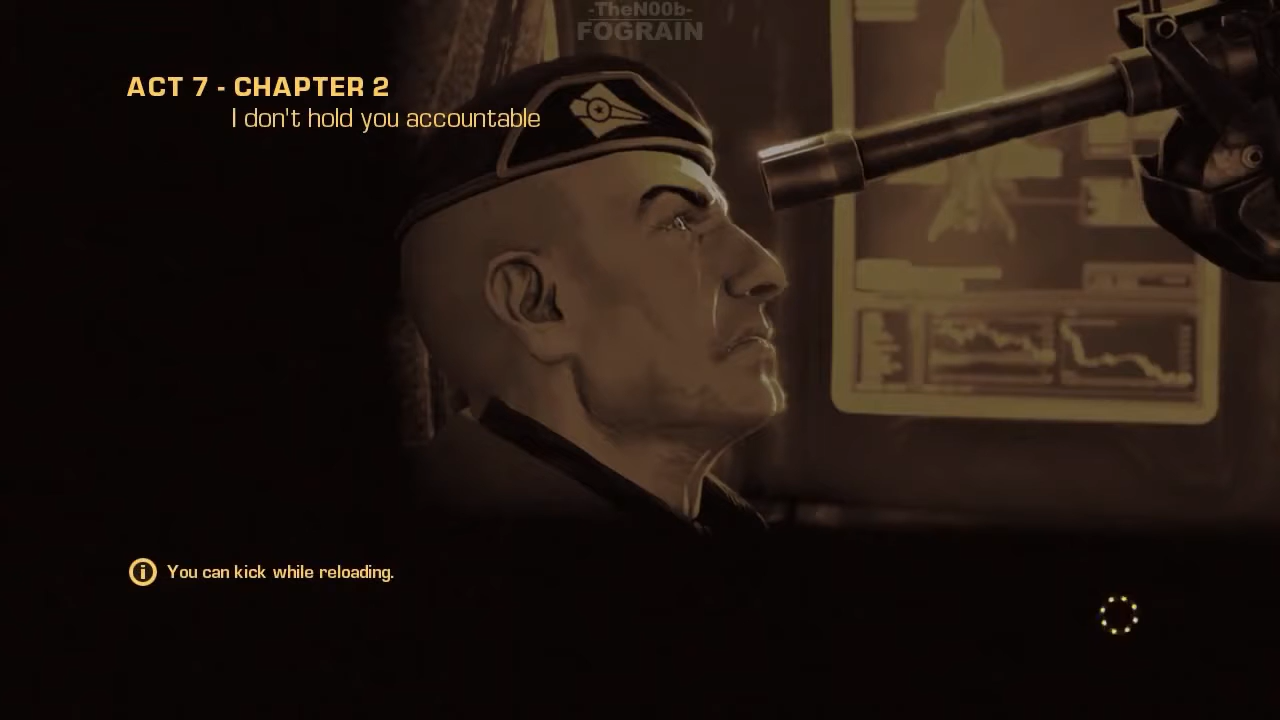 -TheN00b-
FOGRAIN
ACT 7 - CHAPTER 2
I don't hold you accountable
You can kick while reloading.